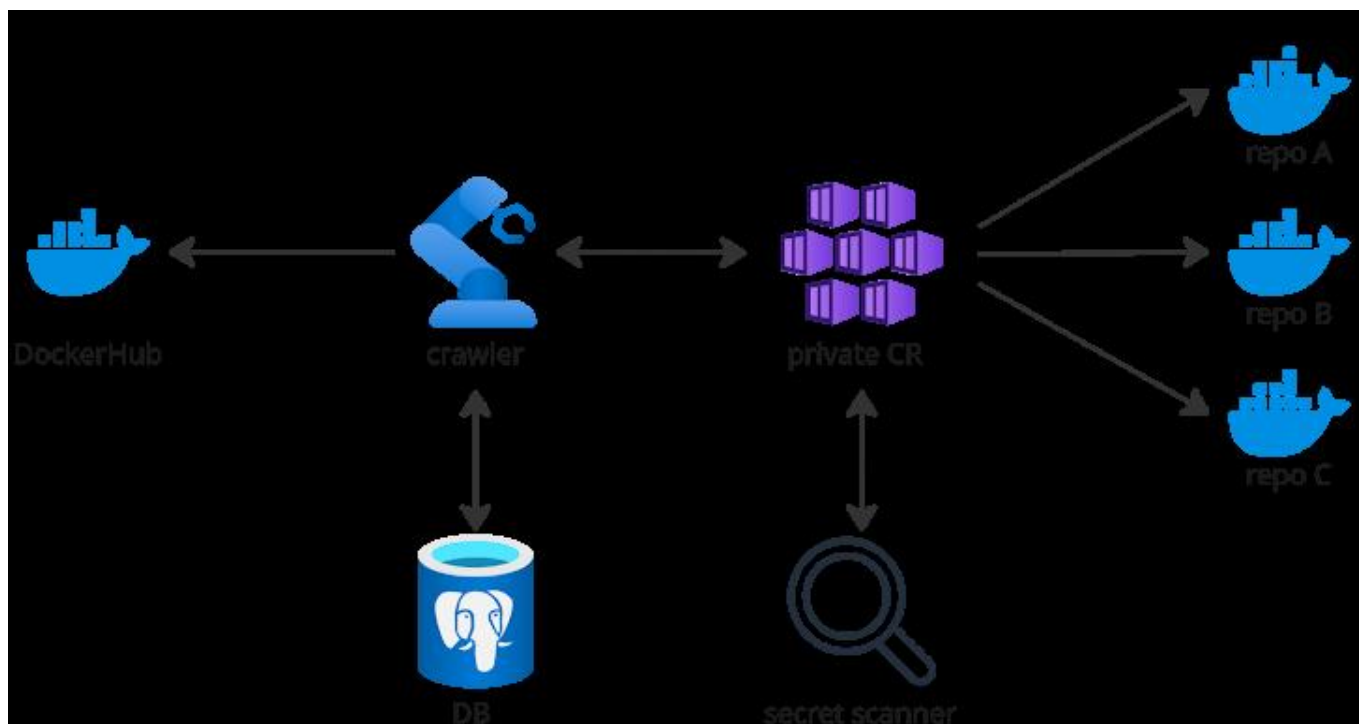 repo A
repo B
DockerHub
crawler
private CR
repo C
DB
secret scanner